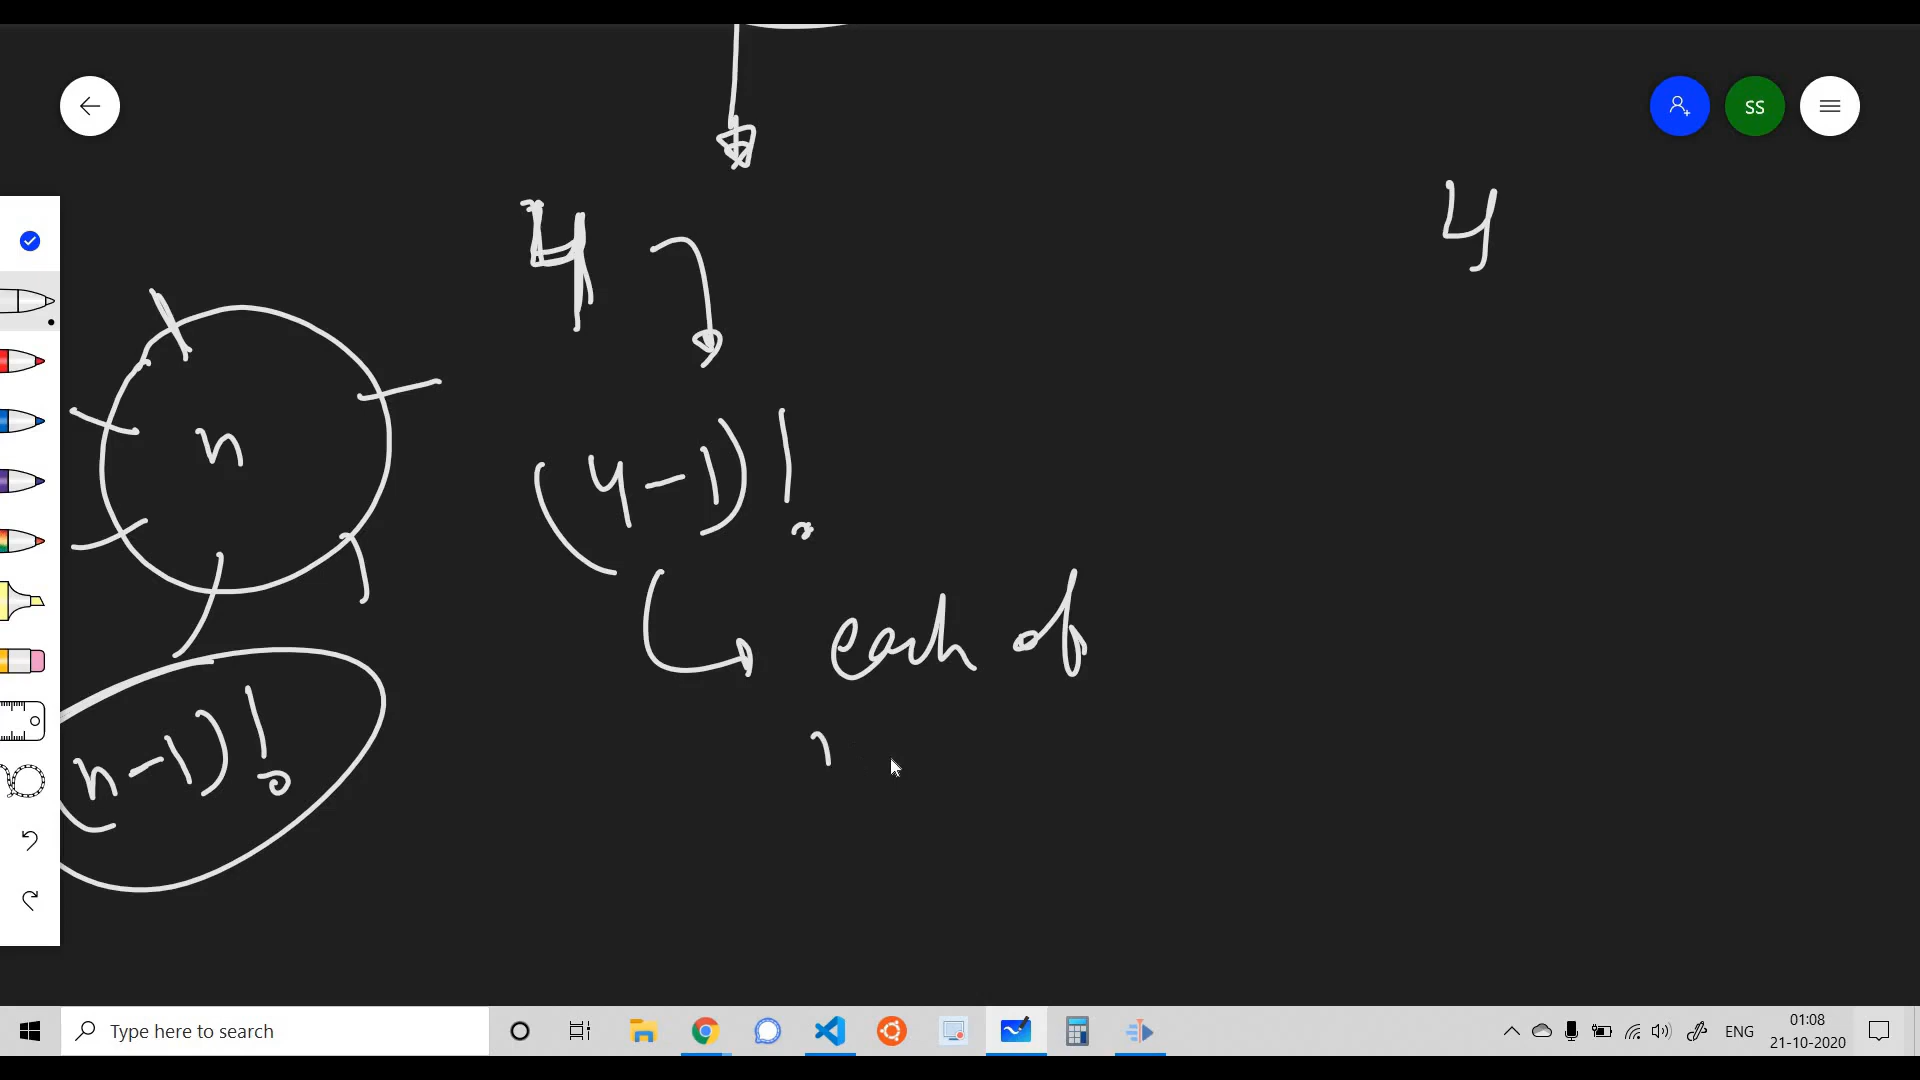 SS
4
4
n
(4-1)!
each of
(n-1)!
Type here to search
ENG
01:08
21-10-2020